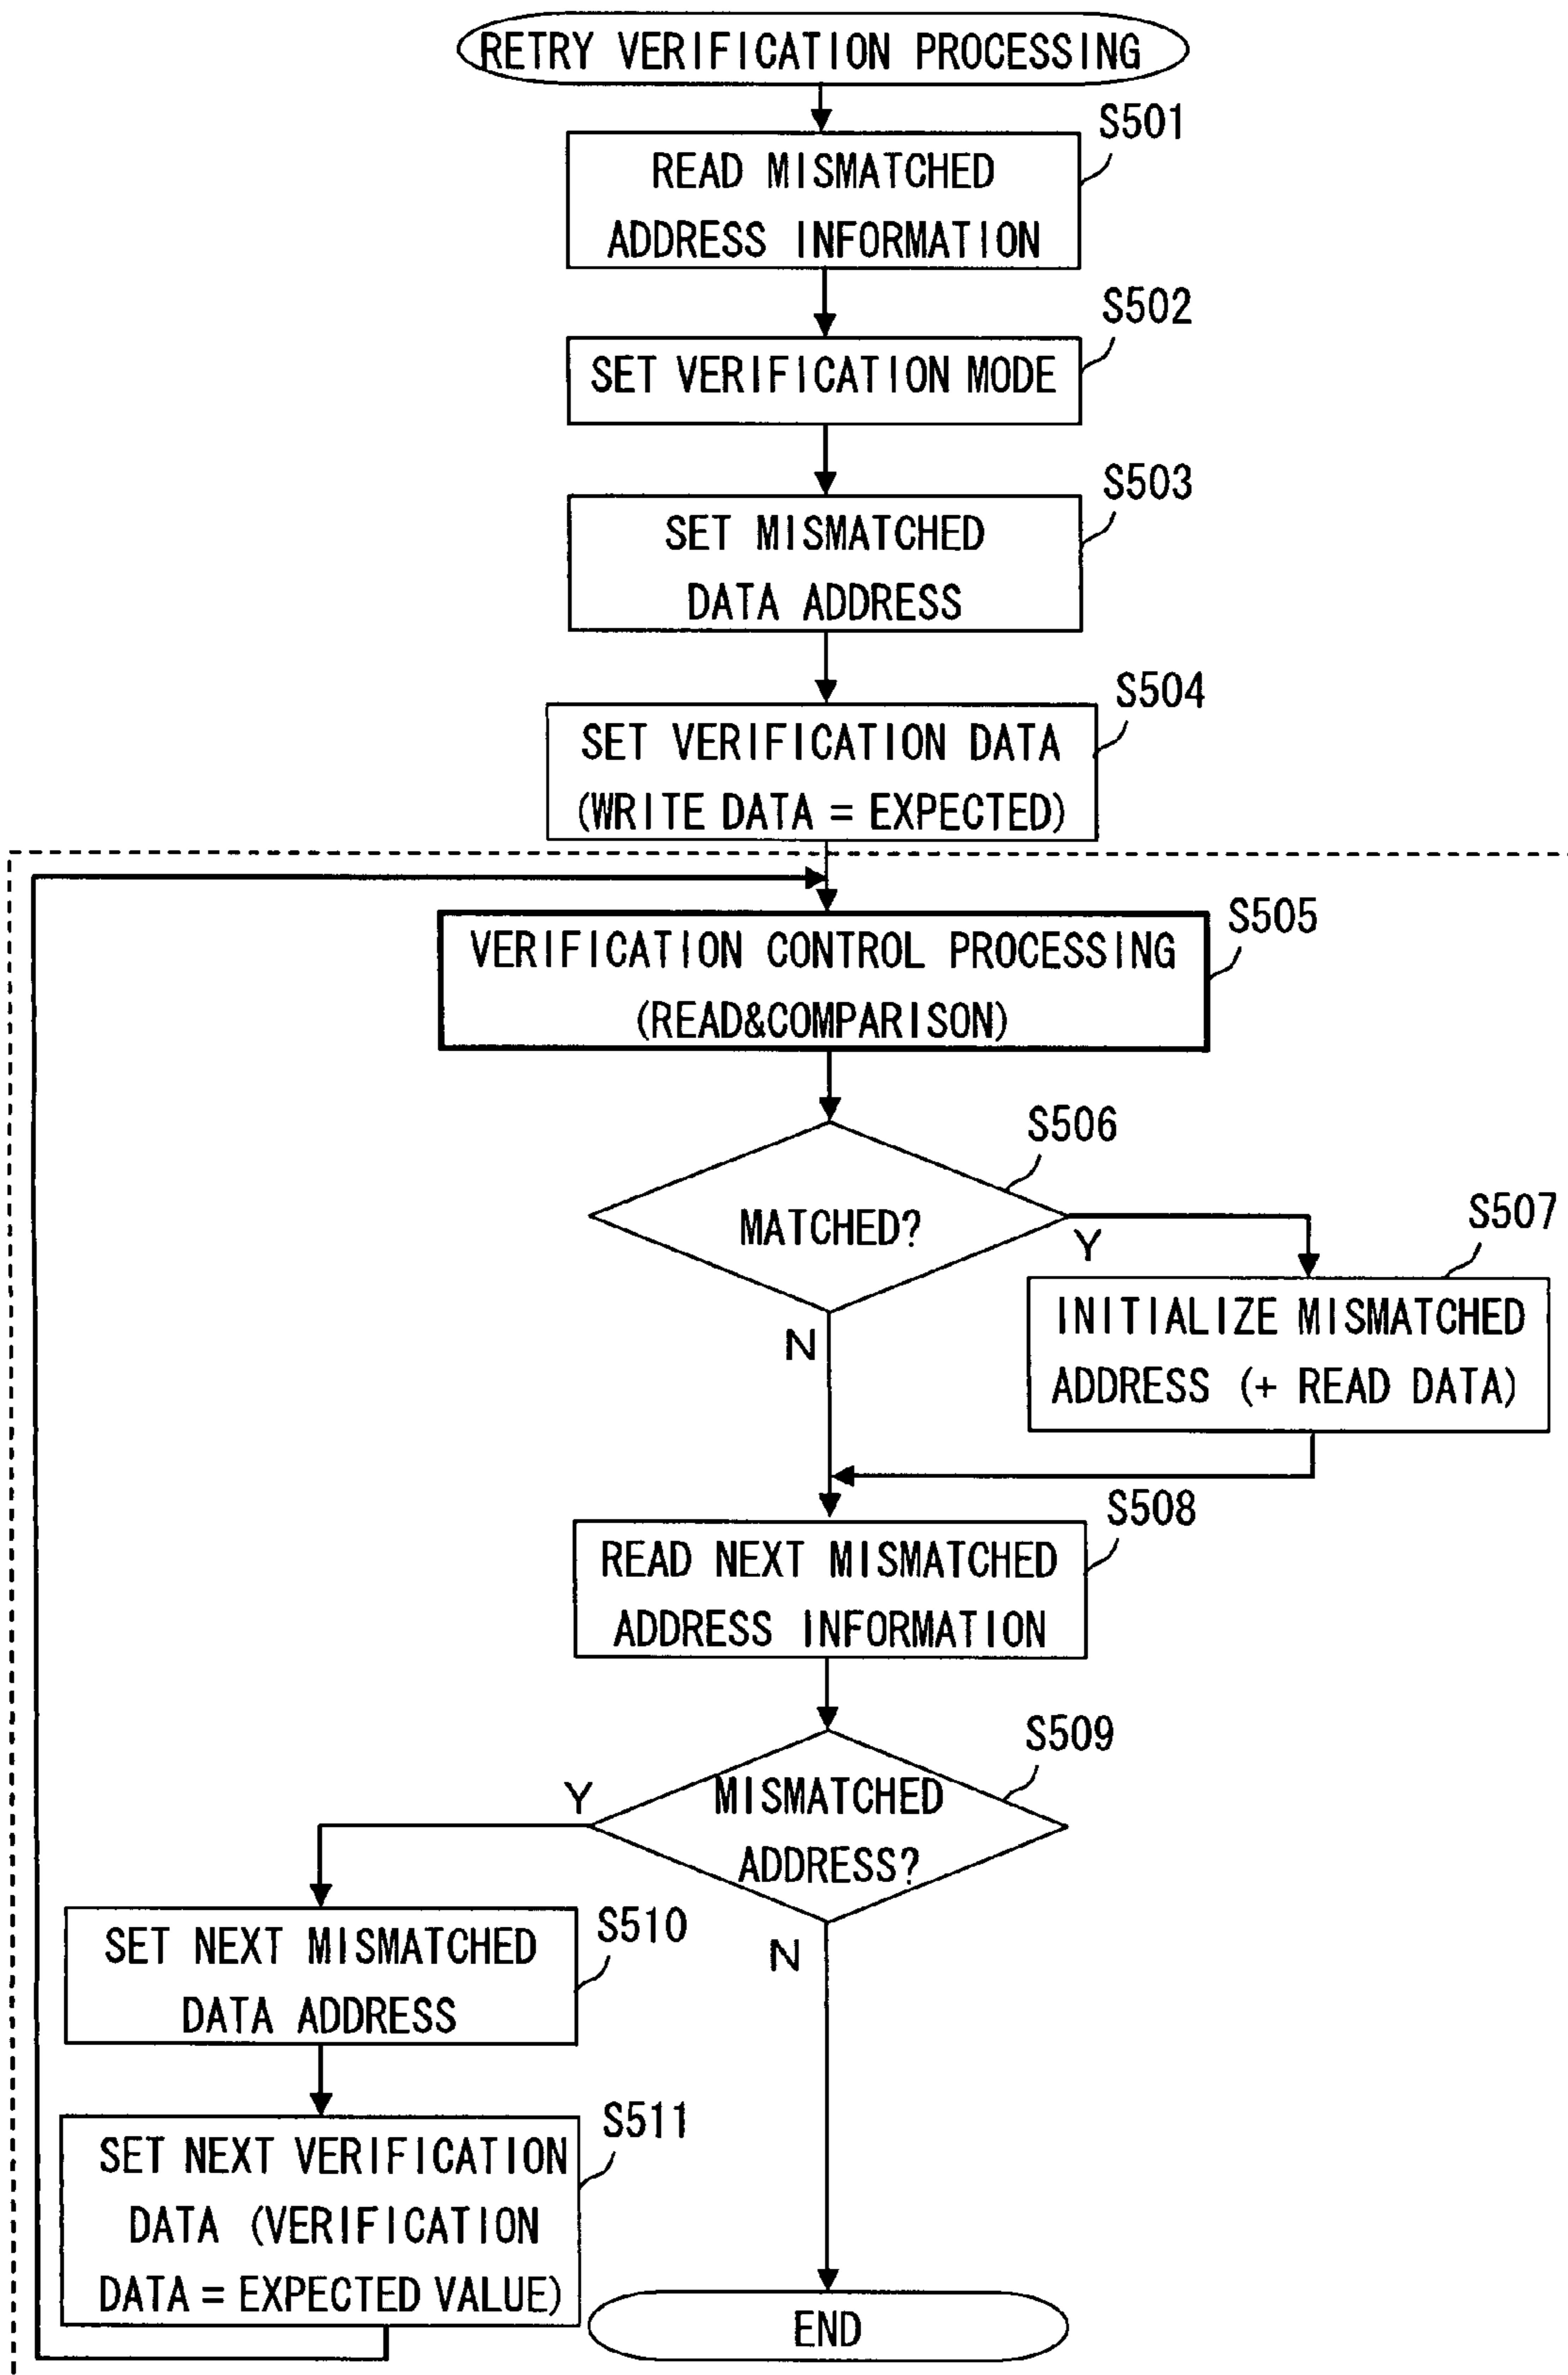 RETRY VERIFICATION PROCESSING
S501
READ MISMATCHED
ADDRESS INFORMATION
S502
SET VERIFICATION MODE
S503
SET MISMATCHED
DATA ADDRESS
S504
SET VERIFICATION DATA
(WRITE DATA = EXPECTED)
S505
VERIFICATION CONTROL PROCESSING
(READ&COMPARISON)
S506
MATCHED?
Y
N
S507
INITIALIZE MISMATCHED
ADDRESS (+ READ DATA)
S508
READ NEXT MISMATCHED
ADDRESS INFORMATION
S509
MISMATCHED
ADDRESS?
Y
N
S510
SET NEXT MISMATCHED
DATA ADDRESS
S511
SET NEXT VERIFICATION
DATA (VERIFICATION
DATA = EXPECTED VALUE)
END